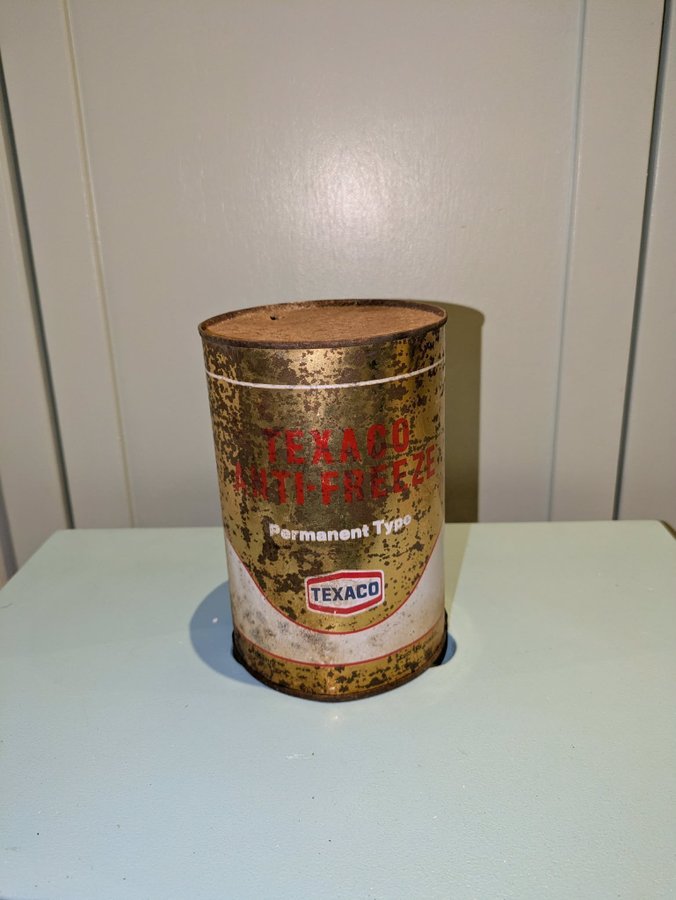 TEXACO
ANTI-FREEZE
Permanent Type
TEXACO